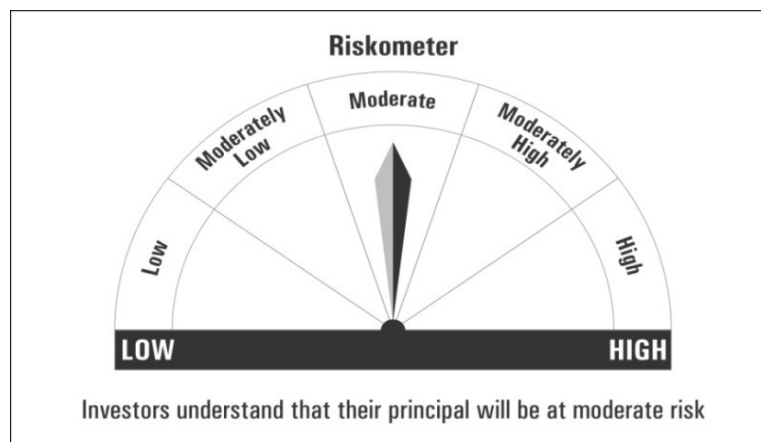 Riskometer
Low
Moderately
Low
Moderate
Moderately
High
High
LOW
HIGH
Investors understand that their principal will be at moderate risk